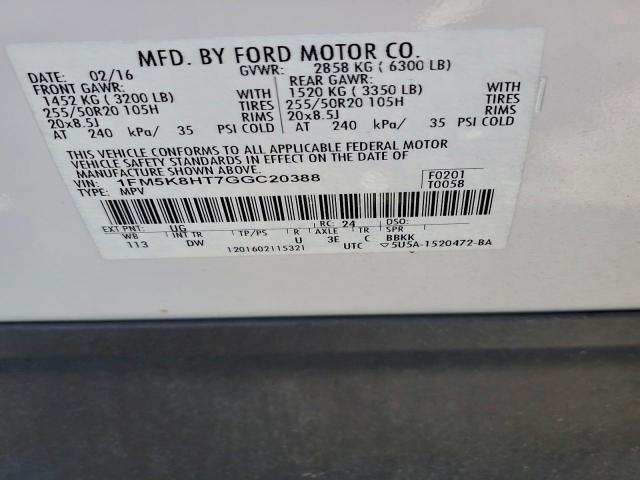 MFD. BY FORD MOTOR CO.
DATE: 02/16 GVWR: 2858 KG ( 6300 LB)
FRONT GAWR: REAR GAWR:
1452 KG ( 3200 LB) WITH 1520 KG ( 3350 LB) WITH
255/50R20 105H TIRES 255/50R20 105H TIRES
20x8.5J RIMS 20x8.5J RIMS
AT 240 kPa/ 35 PSI COLD AT 240 kPa/ 35 PSI COLD
THIS VEHICLE CONFORMS TO ALL APPLICABLE FEDERAL MOTOR
VEHICLE SAFETY STANDARDS IN EFFECT ON THE DATE OF
MANUFACTURE SHOWN ABOVE.
VIN: 1FM5K8HT7GGC20388 F0201
TYPE: MPV T005B
EXT PNT: UG RC: 24 DSO:
WB INT TR TP/PS R AXLE TR SPR
113 DW U 3E C BBKK
1201602115321 UTC ▽5U5A-1520472-BA